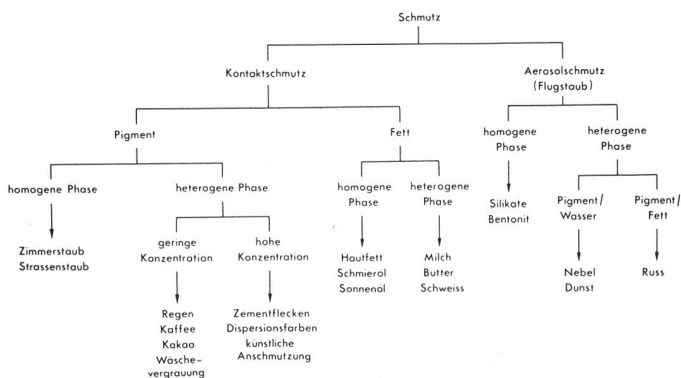 Schmutz
Kontaktschmutz
Aerosolschmutz
(Flugstaub)
Pigment
Fett
homogene
Phase
heterogene
Phase
homogene Phase
heterogene Phase
homogene
Phase
heterogene
Phase
Silikate
Bentonit
Pigment/
Wasser
Pigment/
Fett
Zimmerstaub
Strassenstaub
geringe
Konzentration
hohe
Konzentration
Hautfett
Schmieröl
Sonnenöl
Milch
Butter
Schweiss
Nebel
Dunst
Russ
Regen
Kaffee
Kakao
Wäsche-
vergrauung
Zementflecken
Dispersionsfarben
künstliche
Anschmutzung